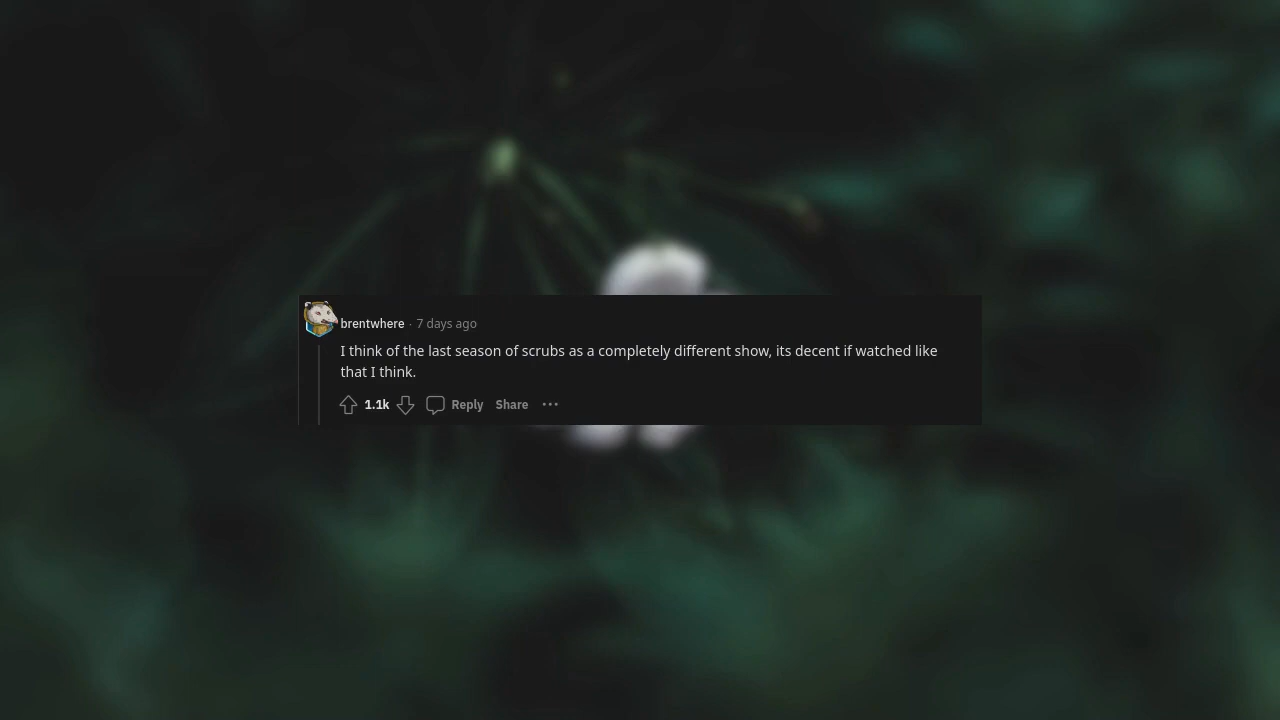 brentwhere · 7 days ago
I think of the last season of scrubs as a completely different show, its decent if watched like
that I think.
1.1k Reply Share ···